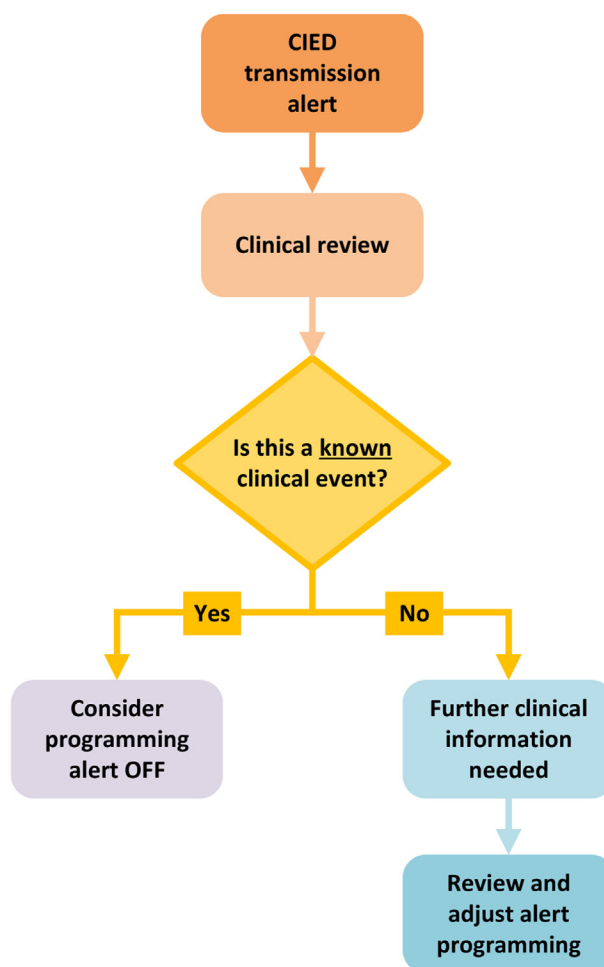 CIED
transmission
alert
Clinical review
Is this a known
clinical event?
Yes
No
Consider
programming
alert OFF
Further clinical
information
needed
Review and
adjust alert
programming